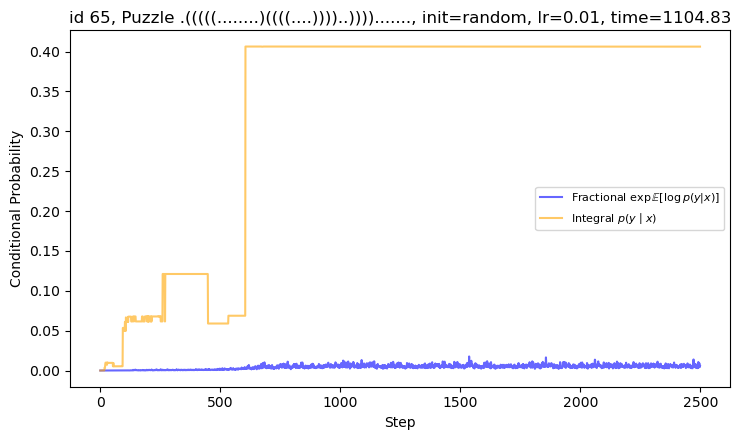 id 65, Puzzle .(((((........)((((....))))..))))......., init=random, lr=0.01, time=1104.83
Conditional Probability
0.40
0.35
0.30
0.25
0.20
0.15
0.10
0.05
0.00
Fractional exp𝔼[log p(y|x)]
Integral p(y | x)
0 500 1000 1500 2000 2500
Step